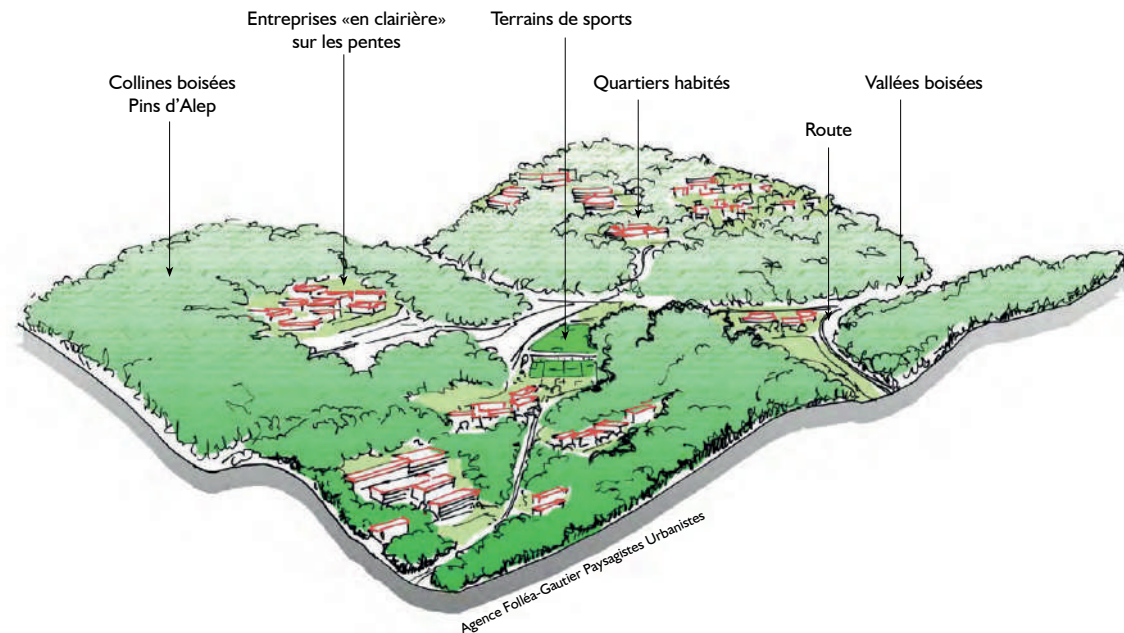 Entreprises «en clairière»
sur les pentes
Terrains de sports
Collines boisées
Pins d'Alep
Quartiers habités
Vallées boisées
Route
Agence Folléa-Gautier Paysagistes Urbanistes